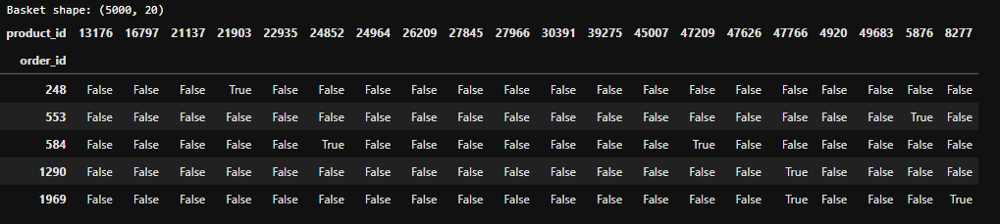 Basket shape: (5000, 20)
product_id 13176 16797 21137 21903 22935 24852 24964 26209 27845 27966 30391 39275 45007 47209 47626 47766 4920 49683 5876 8277
order_id
248 False False False True False False False False False False False False False False False False False False False False
553 False False False False False False False False False False False False False False False False False False True False
584 False False False False False True False False False False False False False True False False False False False False
1290 False False False False False False False False False False False False False False False True False False False False
1969 False False False False False False False False False False False False False False False True False False False True